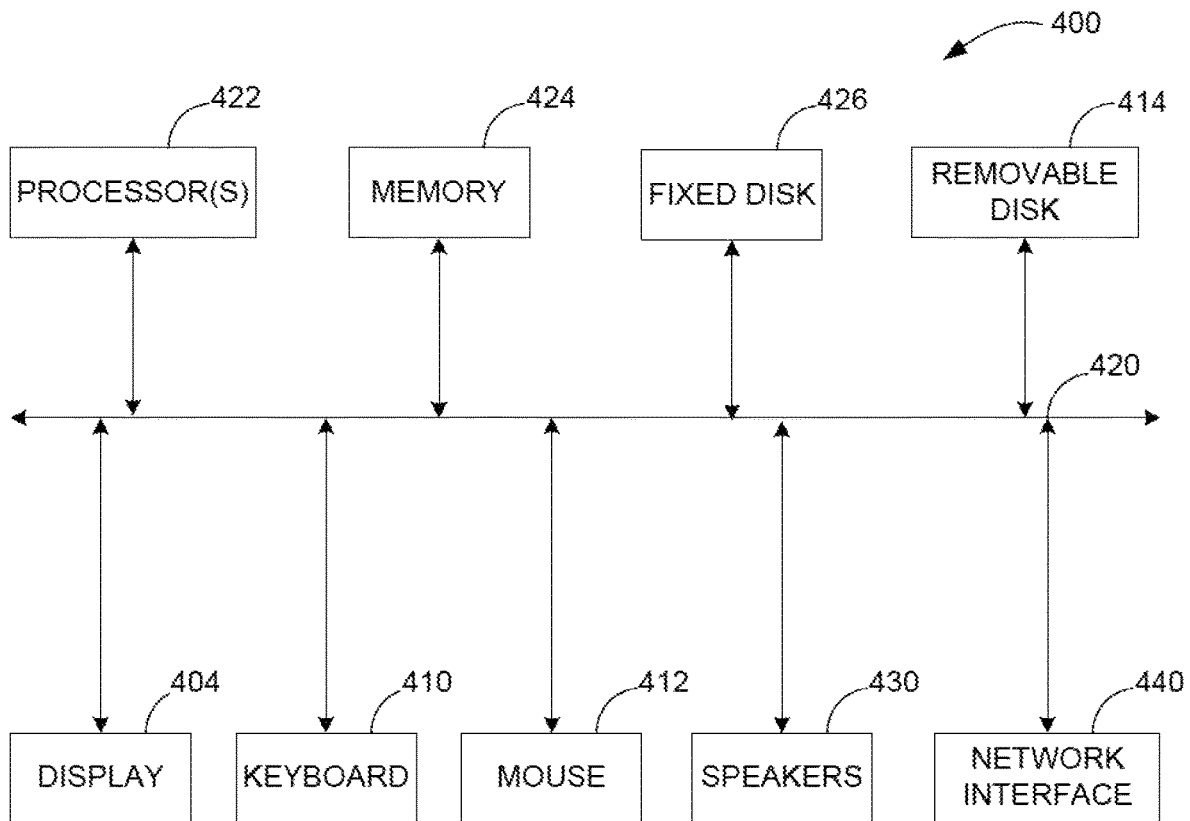 400
422
424
426
414
PROCESSOR(S)
MEMORY
FIXED DISK
REMOVABLE
DISK
420
404
410
412
430
440
DISPLAY
KEYBOARD
MOUSE
SPEAKERS
NETWORK
INTERFACE